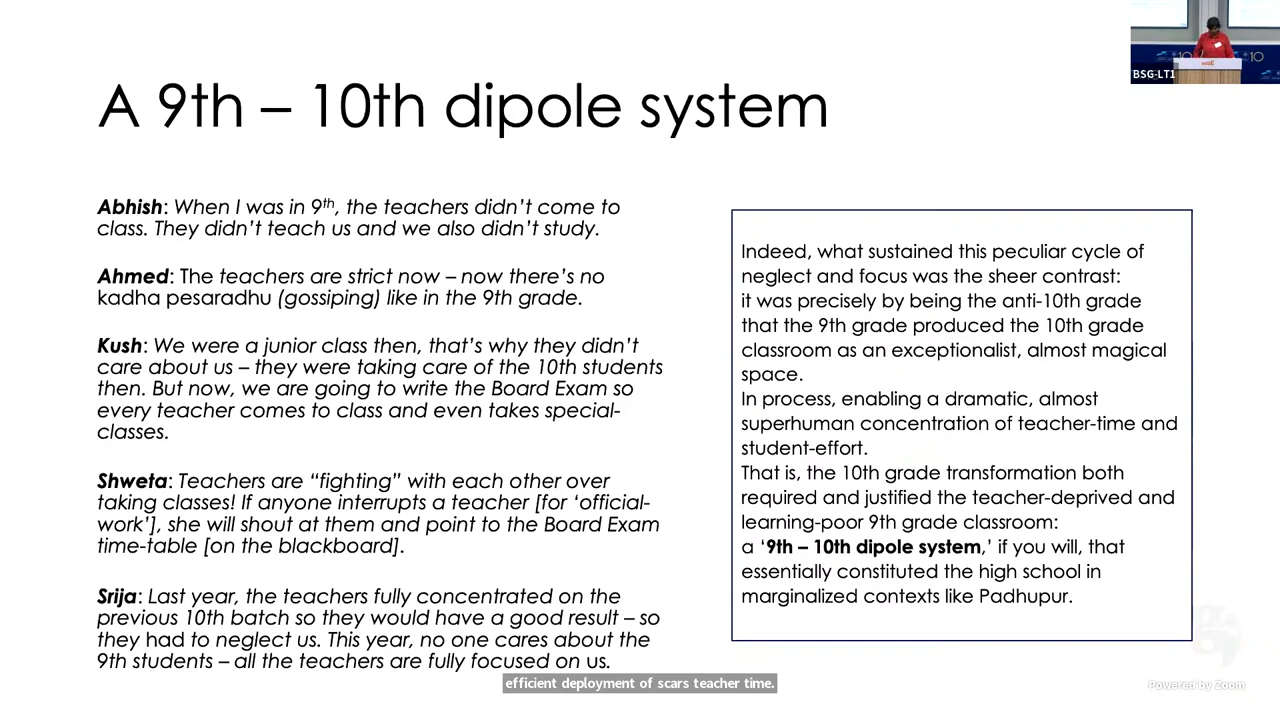 BSG-LT1
A 9th – 10th dipole system
Abhish: When I was in 9th, the teachers didn't come to
class. They didn't teach us and we also didn't study.
Ahmed: The teachers are strict now – now there's no
kadha pesaradhu (gossiping) like in the 9th grade.
Kush: We were a junior class then, that's why they didn't
care about us – they were taking care of the 10th students
then. But now, we are going to write the Board Exam so
every teacher comes to class and even takes special-
classes.
Shweta: Teachers are "fighting" with each other over
taking classes! If anyone interrupts a teacher [for 'official-
work'], she will shout at them and point to the Board Exam
time-table [on the blackboard].
Srija: Last year, the teachers fully concentrated on the
previous 10th batch so they would have a good result – so
they had to neglect us. This year, no one cares about the
9th students – all the teachers are fully focused on us.
Indeed, what sustained this peculiar cycle of
neglect and focus was the sheer contrast:
it was precisely by being the anti-10th grade
that the 9th grade produced the 10th grade
classroom as an exceptionalist, almost magical
space.
In process, enabling a dramatic, almost
superhuman concentration of teacher-time and
student-effort.
That is, the 10th grade transformation both
required and justified the teacher-deprived and
learning-poor 9th grade classroom:
a '9th – 10th dipole system,' if you will, that
essentially constituted the high school in
marginalized contexts like Padhupur.
efficient deployment of scars teacher time.
Powered by Zoom